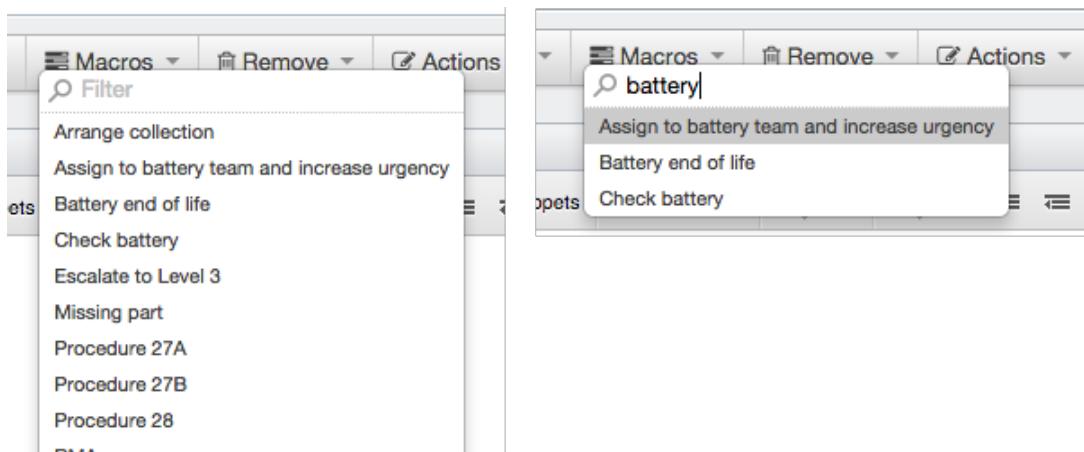 Macros Remove Actions
Filter
Arrange collection
Assign to battery team and increase urgency
Battery end of life
Check battery
Escalate to Level 3
Missing part
Procedure 27A
Procedure 27B
Procedure 28
Macros Remove Actions
battery
Assign to battery team and increase urgency
Battery end of life
Check battery